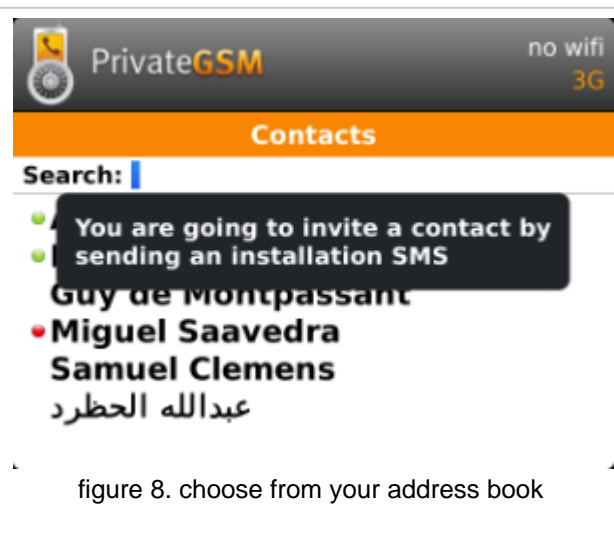 PrivateGSM
no wifi
3G
Contacts
Search:
You are going to invite a contact by
sending an installation SMS
Guy de Montpassant
Miguel Saavedra
Samuel Clemens
عبدالله الحظرد
figure 8. choose from your address book